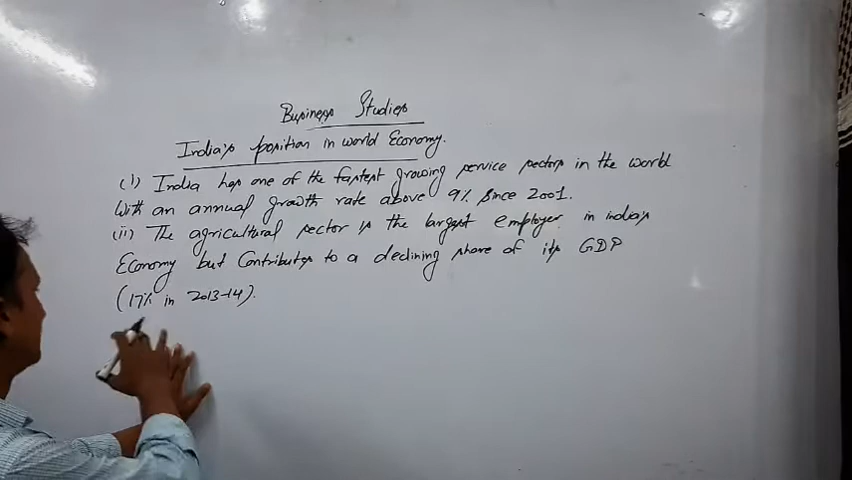 Business Studies
India's position in world Economy.
(i) India has one of the fastest growing service sectors in the world
With an annual growth rate above 9% since 2001.
(ii) The agricultural sector is the largest employer in india's
Economy but Contributes to a declining share of its GDP
(17% in 2013-14).